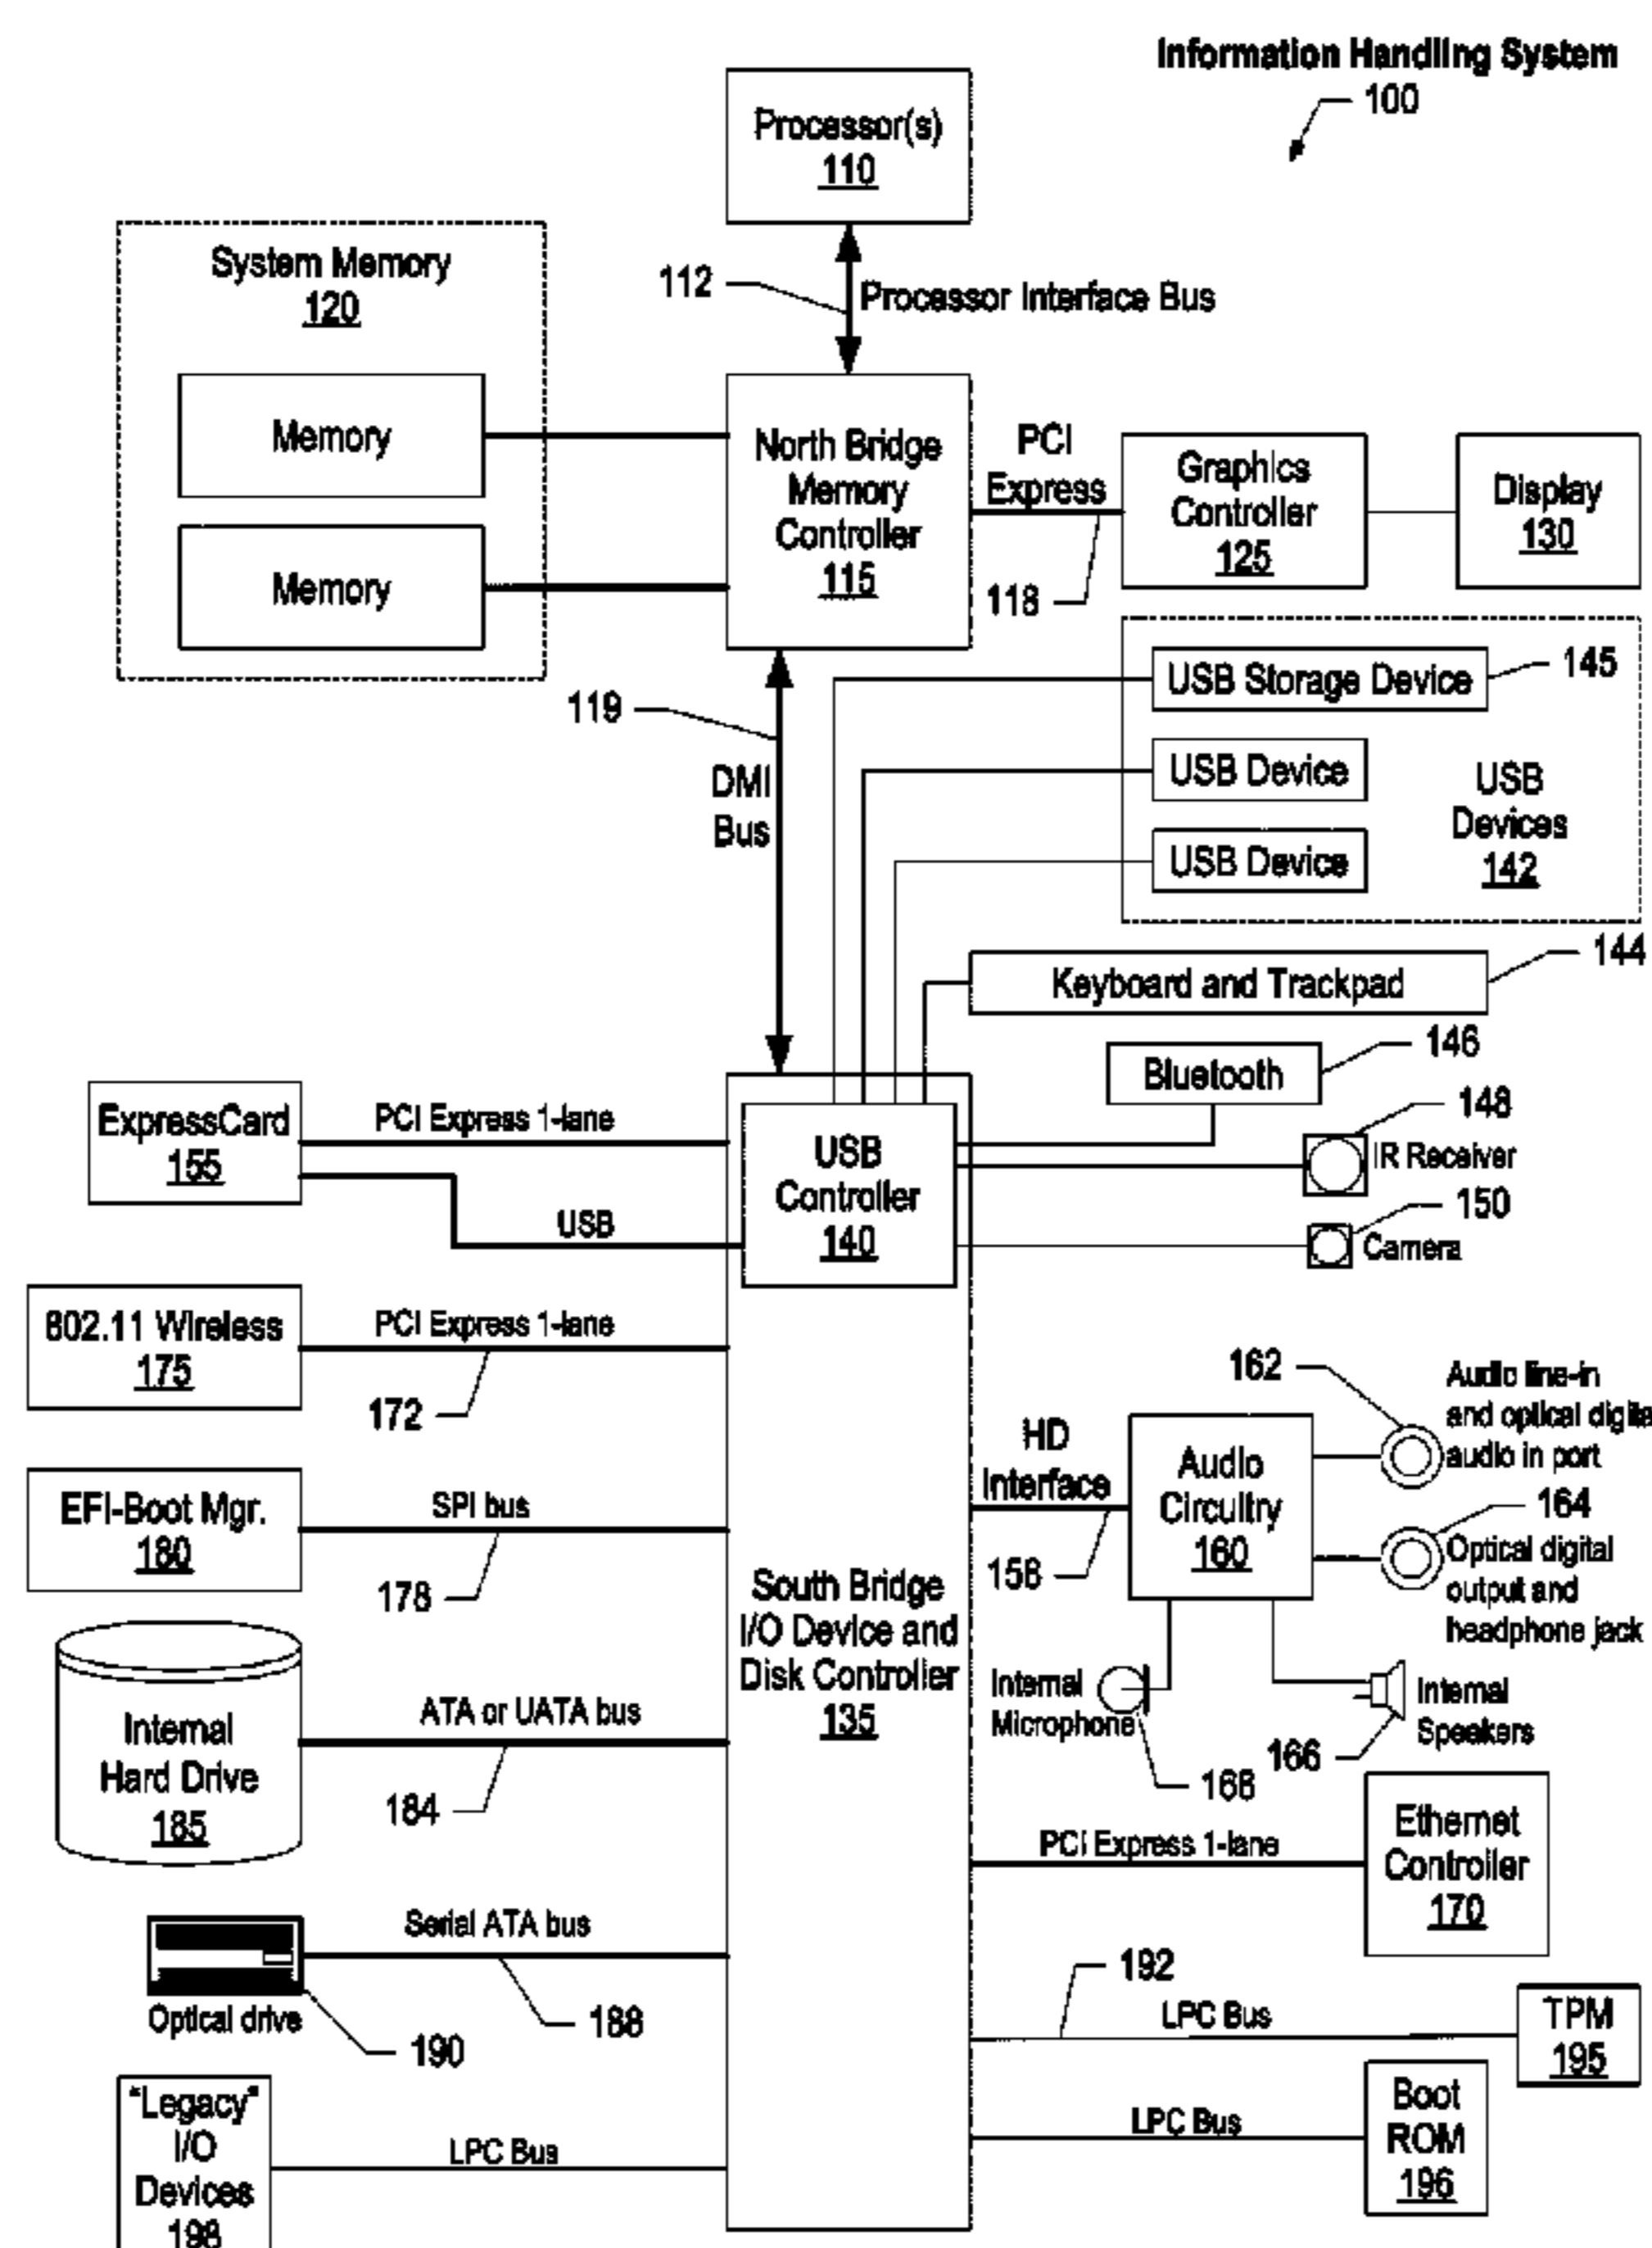 Information Handling System
100
Processor(s)
110
System Memory
120
112
Processor Interface Bus
Memory
Memory
North Bridge
Memory
Controller
115
PCI
Express
118
Graphics
Controller
125
Display
130
119
DMI
Bus
USB Storage Device
145
USB Device
USB Device
USB
Devices
142
Keyboard and Trackpad
144
Bluetooth
146
148
IR Receiver
150
Camera
ExpressCard
155
PCI Express 1-lane
USB
USB
Controller
140
802.11 Wireless
175
PCI Express 1-lane
172
EFI-Boot Mgr.
180
SPI bus
178
Internal
Hard Drive
185
ATA or UATA bus
184
South Bridge
I/O Device and
Disk Controller
135
HD
Interface
158
Audio
Circuitry
160
162
Audio line-in
and optical digita
audio in port
164
Optical digital
output and
headphone jack
Internal
Microphone
168
166
Internal
Speakers
PCI Express 1-lane
Ethernet
Controller
170
Serial ATA bus
188
Optical drive
190
192
LPC Bus
TPM
195
"Legacy"
I/O
Devices
198
LPC Bus
LPC Bus
Boot
ROM
196